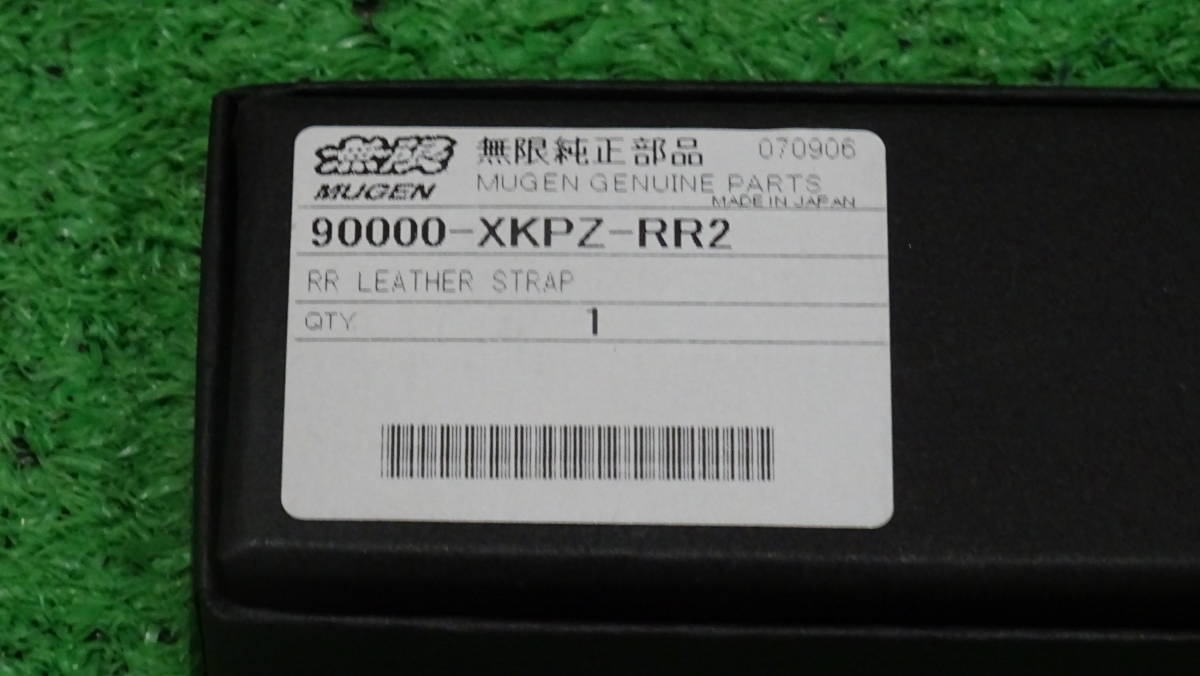 無限 無限純正部品 070906
MUGEN MUGEN GENUINE PARTS
MADE IN JAPAN
90000-XKPZ-RR2
RR LEATHER STRAP
QTY 1